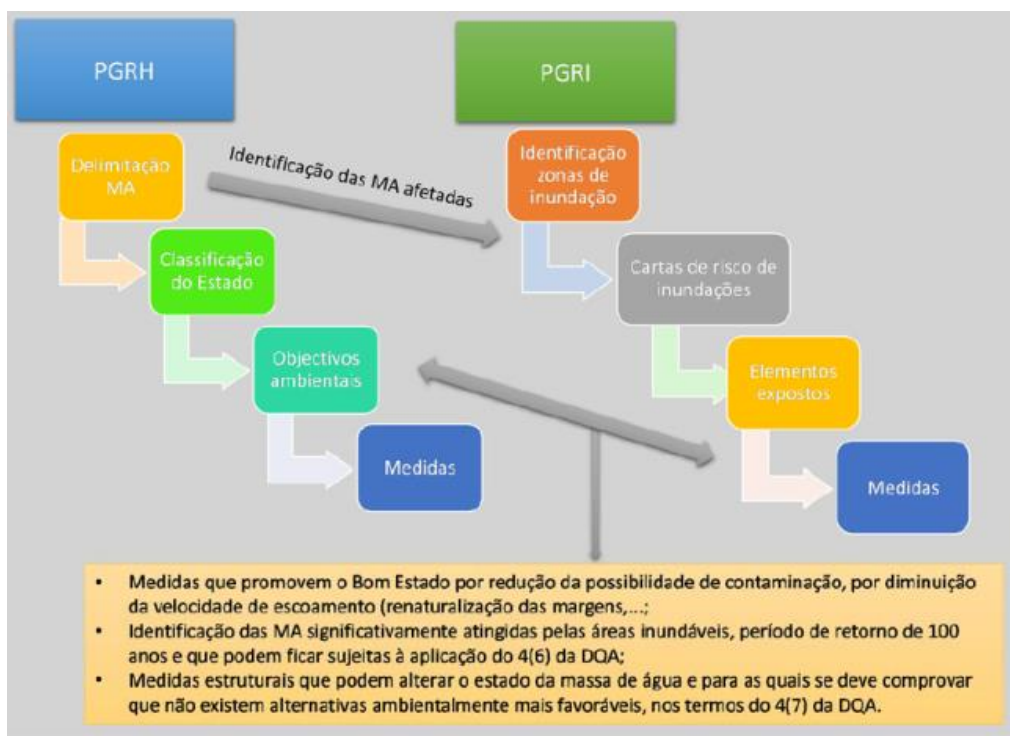 PGRH
PGRI
Delimitação
MA
Identificação das MA afetadas
Identificação
zonas de
inundação
Classificação
do Estado
Cartas de risco de
inundações
Objectivos
ambientais
Elementos
expostos
Medidas
Medidas
• Medidas que promovem o Bom Estado por redução da possibilidade de contaminação, por diminuição
da velocidade de escoamento (renaturalização das margens,...;
• Identificação das MA significativamente atingidas pelas áreas inundáveis, período de retorno de 100
anos e que podem ficar sujeitas à aplicação do 4(6) da DQA;
• Medidas estruturais que podem alterar o estado da massa de água e para as quais se deve comprovar
que não existem alternativas ambientalmente mais favoráveis, nos termos do 4(7) da DQA.